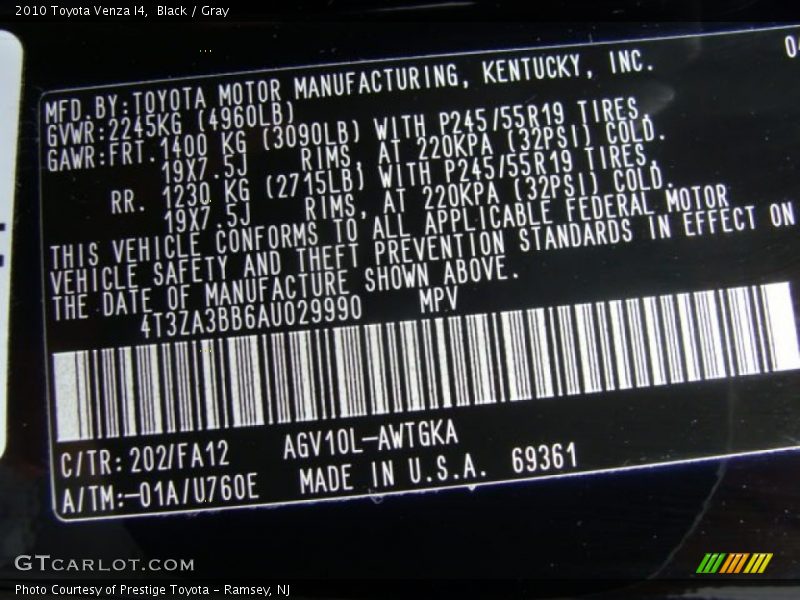 2010 Toyota Venza I4, Black / Gray
MFD.BY:TOYOTA MOTOR MANUFACTURING, KENTUCKY, INC.
GVWR:2245KG (4960LB)
GAWR:FRT.1400 KG (3090LB) WITH P245/55R19 TIRES,
19X7.5J RIMS, AT 220KPA (32PSI) COLD.
RR. 1230 KG (2715LB) WITH P245/55R19 TIRES,
19X7.5J RIMS, AT 220KPA (32PSI) COLD.
THIS VEHICLE CONFORMS TO ALL APPLICABLE FEDERAL MOTOR
VEHICLE SAFETY AND THEFT PREVENTION STANDARDS IN EFFECT ON
THE DATE OF MANUFACTURE SHOWN ABOVE.
4T3ZA3BB6AU029990 MPV
C/TR:202/FA12 AGV10L-AWTGKA
A/TM:-01A/U760E MADE IN U.S.A. 69361
GTcarlot.com
Photo Courtesy of Prestige Toyota - Ramsey, NJ